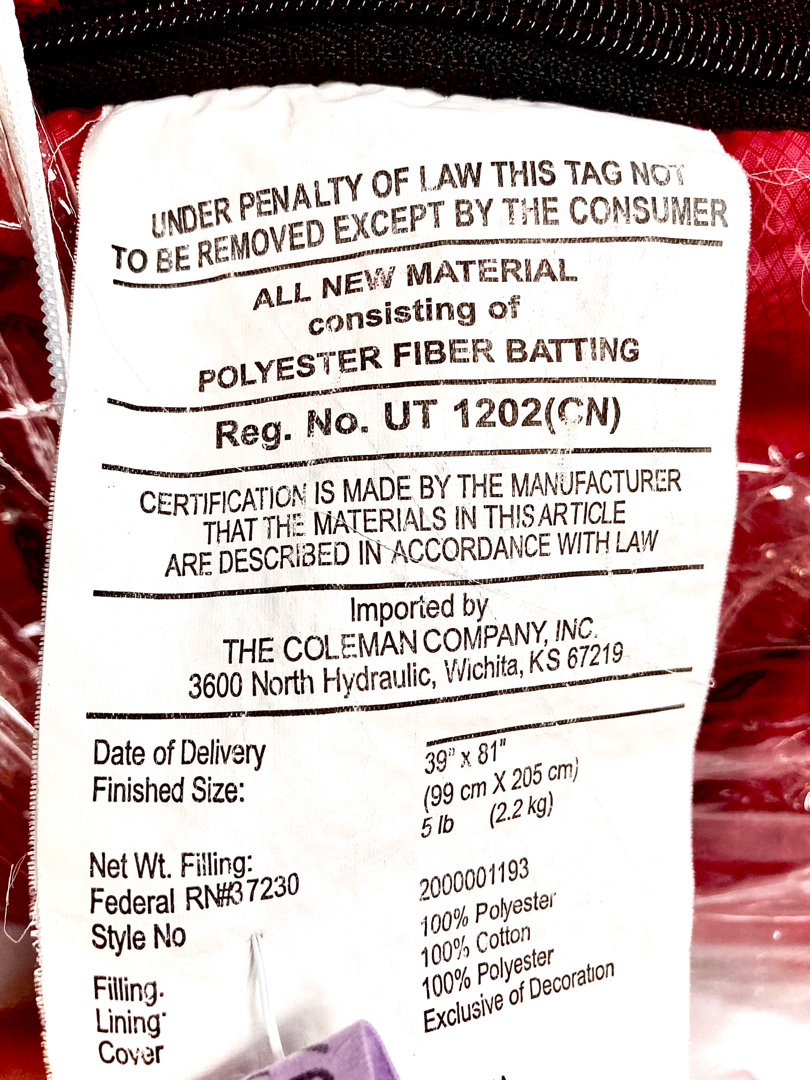 UNDER PENALTY OF LAW THIS TAG NOT
TO BE REMOVED EXCEPT BY THE CONSUMER
ALL NEW MATERIAL
consisting of
POLYESTER FIBER BATTING
Reg. No. UT 1202(CN)
CERTIFICATION IS MADE BY THE MANUFACTURER
THAT THE MATERIALS IN THIS ARTICLE
ARE DESCRIBED IN ACCORDANCE WITH LAW
Imported by
THE COLEMAN COMPANY, INC.
3600 North Hydraulic, Wichita, KS 67219
Date of Delivery
Finished Size: 39" x 81"
(99 cm X 205 cm)
Net Wt. Filling: 5 lb (2.2 kg)
Federal RN#37230
Style No 2000001193
Filling. 100% Polyester
Lining: 100% Cotton
Cover 100% Polyester
Exclusive of Decoration